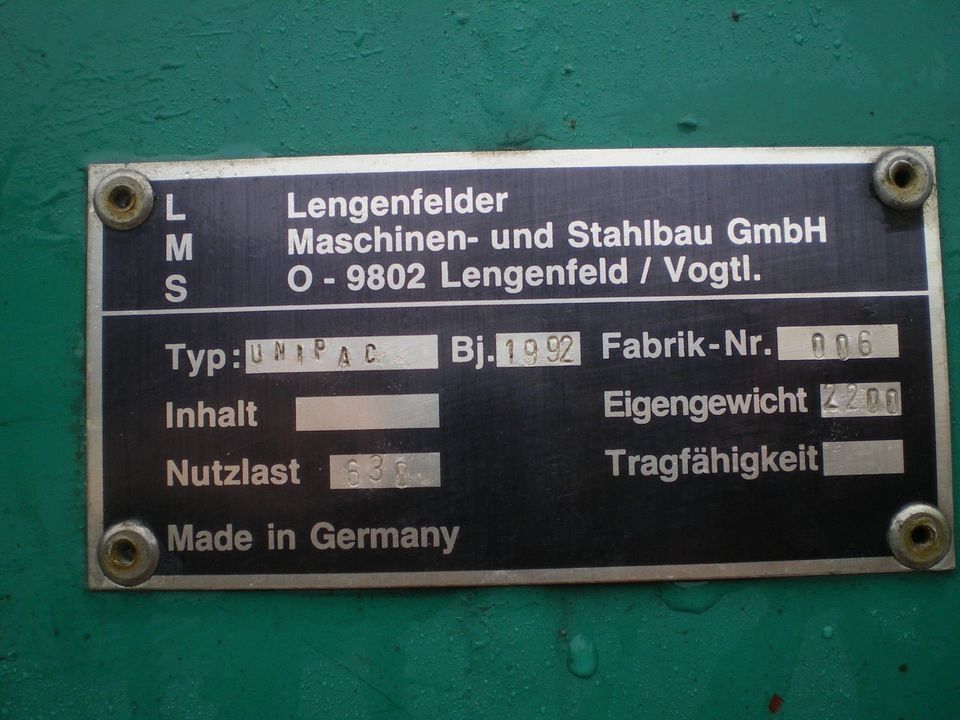 L Lengenfelder
M Maschinen- und Stahlbau GmbH
S O - 9802 Lengenfeld / Vogtl.
Typ: UNIPAC Bj. 1992 Fabrik-Nr. 006
Inhalt Eigengewicht 2200
Nutzlast Tragfähigkeit
Made in Germany